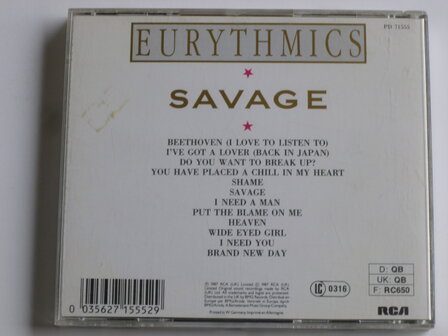 PD 71555
EURYTHMICS
SAVAGE
BEETHOVEN (I LOVE TO LISTEN TO)
I'VE GOT A LOVER (BACK IN JAPAN)
DO YOU WANT TO BREAK UP?
YOU HAVE PLACED A CHILL IN MY HEART
SHAME
SAVAGE
I NEED A MAN
PUT THE BLAME ON ME
HEAVEN
WIDE EYED GIRL
I NEED YOU
BRAND NEW DAY
0 035627 155529
LC 0316
D: QB
UK: QB
F: RC650
RCA